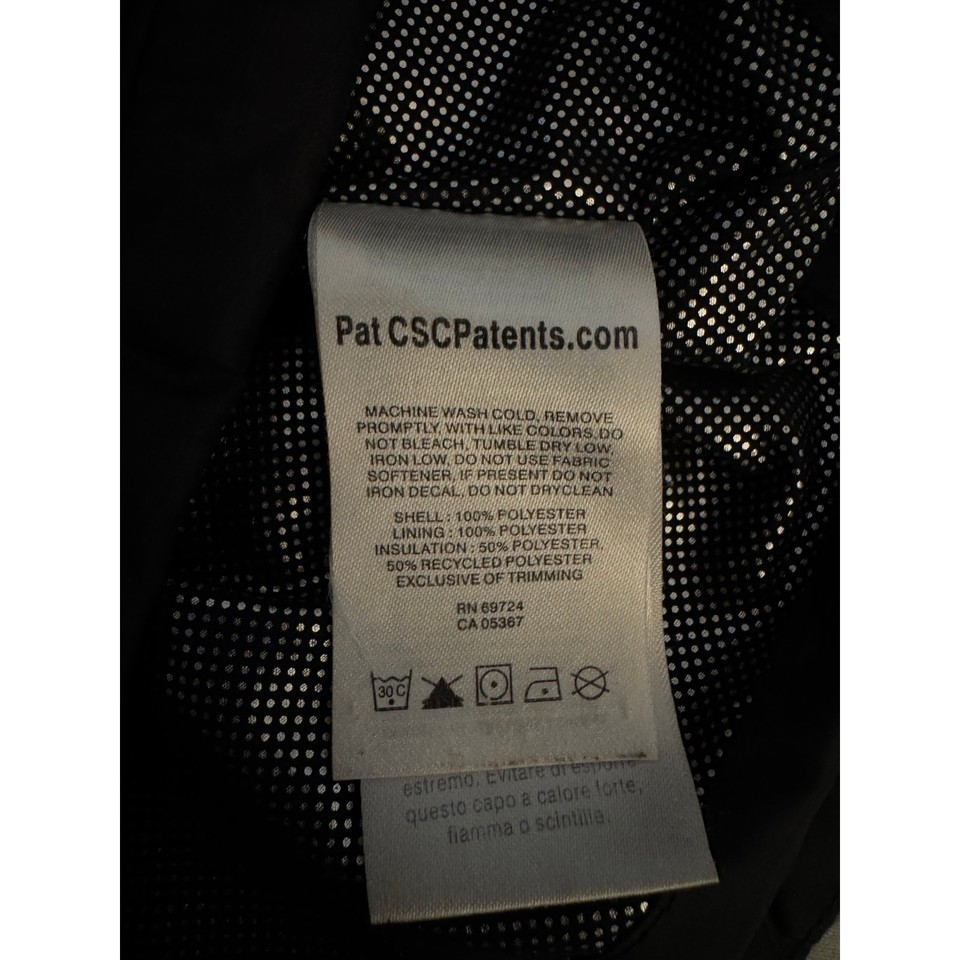 Pat CSCPatents.com
MACHINE WASH COLD, REMOVE
PROMPTLY, WITH LIKE COLORS. DO
NOT BLEACH, TUMBLE DRY LOW,
IRON LOW, DO NOT USE FABRIC
SOFTENER, IF PRESENT DO NOT
IRON DECAL, DO NOT DRYCLEAN
SHELL : 100% POLYESTER
LINING : 100% POLYESTER
INSULATION : 50% POLYESTER,
50% RECYCLED POLYESTER
EXCLUSIVE OF TRIMMING
RN 69724
CA 05367
30 C
estremo. Evitare di esporre
questo capo a calore forte,
fiamma o scintille.